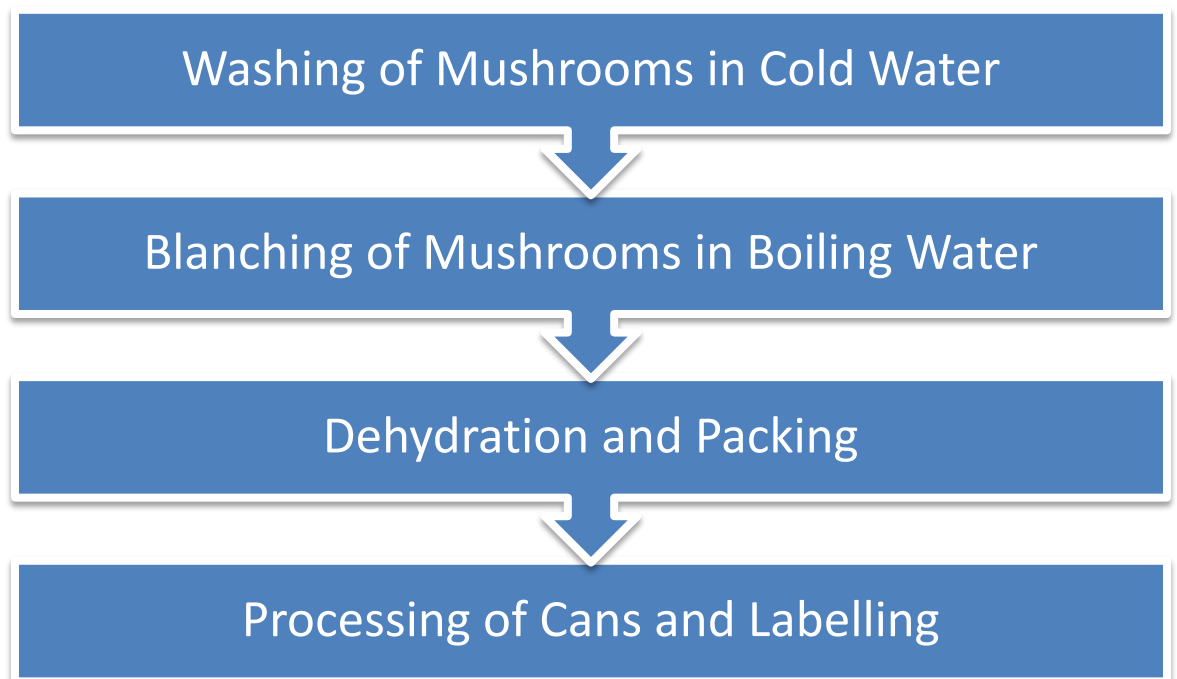 Washing of Mushrooms in Cold Water
Blanching of Mushrooms in Boiling Water
Dehydration and Packing
Processing of Cans and Labelling